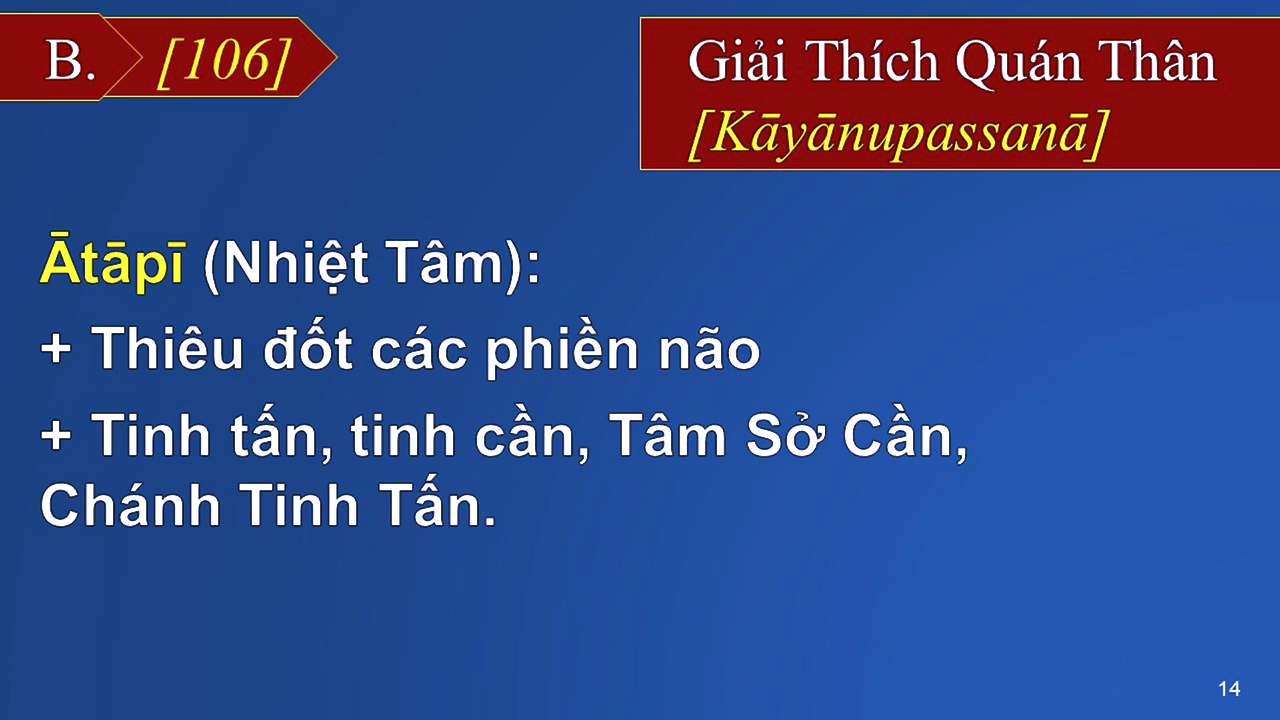 B. [106]
Giải Thích Quán Thân
[Kāyānupassanā]
Ātāpī (Nhiệt Tâm):
+ Thiêu đốt các phiền não
+ Tinh tấn, tinh cần, Tâm Sở Cần,
Chánh Tinh Tấn.
14